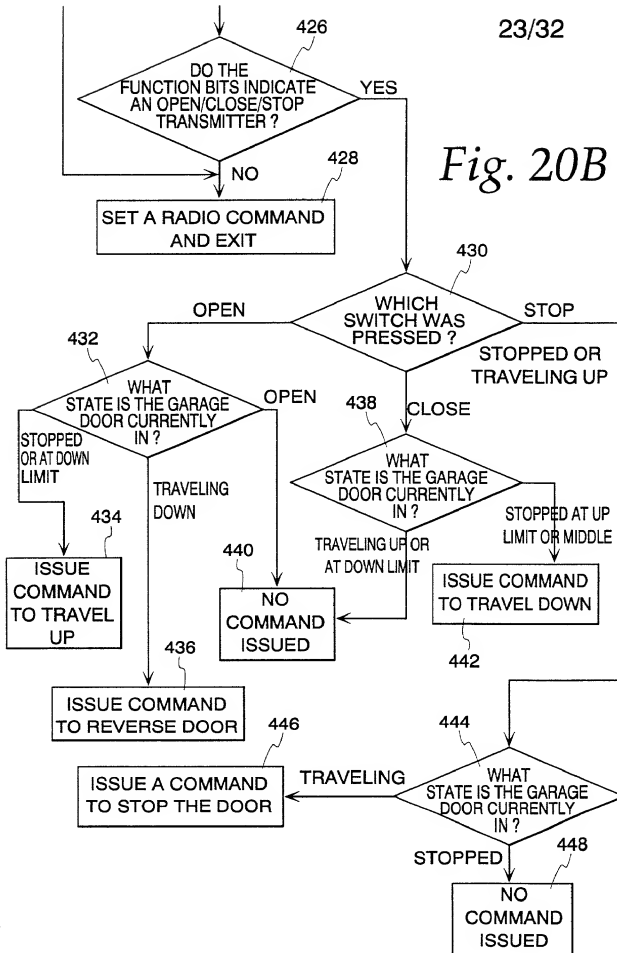 23/32
426
DO THE
FUNCTION BITS INDICATE
AN OPEN/CLOSE/STOP
TRANSMITTER ?
YES
NO
Fig. 20B
428
SET A RADIO COMMAND
AND EXIT
430
WHICH
SWITCH WAS
PRESSED ?
OPEN
STOP
STOPPED OR
TRAVELING UP
CLOSE
432
WHAT
STATE IS THE GARAGE
DOOR CURRENTLY
IN ?
OPEN
STOPPED
OR AT DOWN
LIMIT
TRAVELING
DOWN
438
WHAT
STATE IS THE GARAGE
DOOR CURRENTLY
IN ?
TRAVELING UP OR
AT DOWN LIMIT
STOPPED AT UP
LIMIT OR MIDDLE
434
ISSUE
COMMAND
TO TRAVEL
UP
440
NO
COMMAND
ISSUED
ISSUE COMMAND
TO TRAVEL DOWN
442
436
ISSUE COMMAND
TO REVERSE DOOR
446
ISSUE A COMMAND
TO STOP THE DOOR
TRAVELING
444
WHAT
STATE IS THE GARAGE
DOOR CURRENTLY
IN ?
STOPPED
448
NO
COMMAND
ISSUED